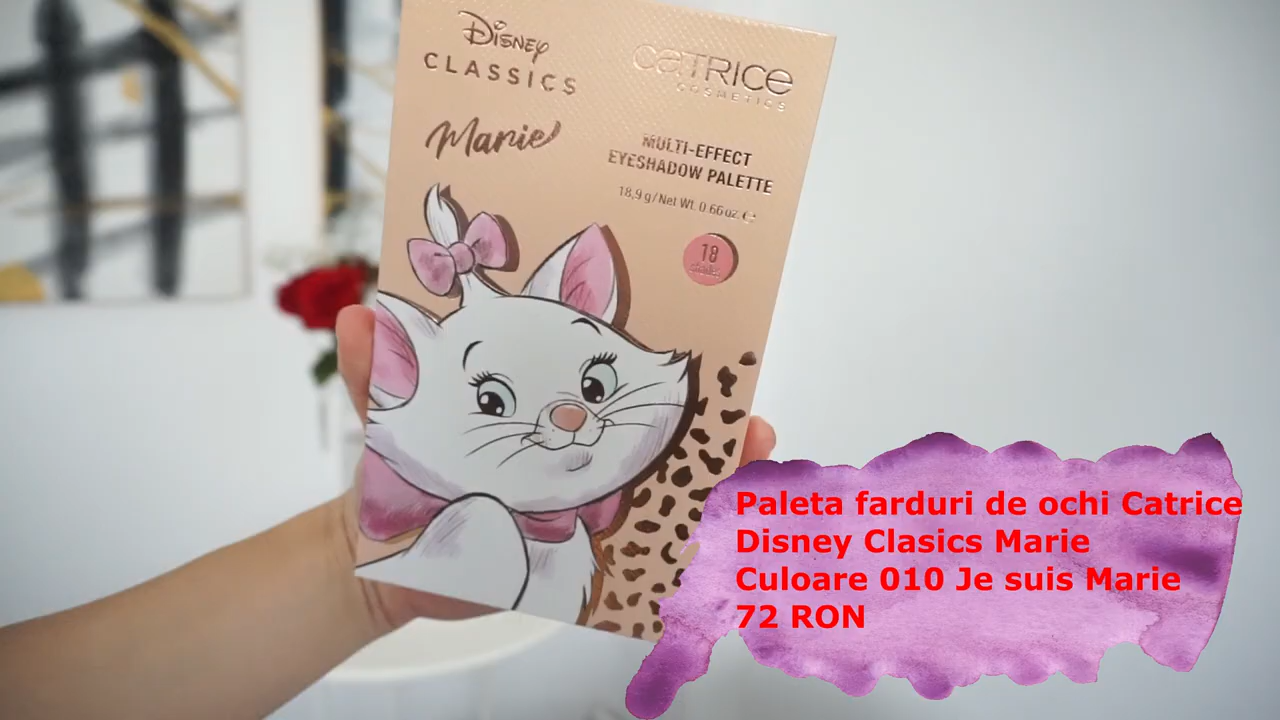 Disney
CLASSICS
Marie
CATRICE
COSMETICS
MULTI-EFFECT
EYESHADOW PALETTE
18,9 g/Net Wt. 0.66 oz. ℮
18
shades
Paleta farduri de ochi Catrice
Disney Clasics Marie
Culoare 010 Je suis Marie
72 RON